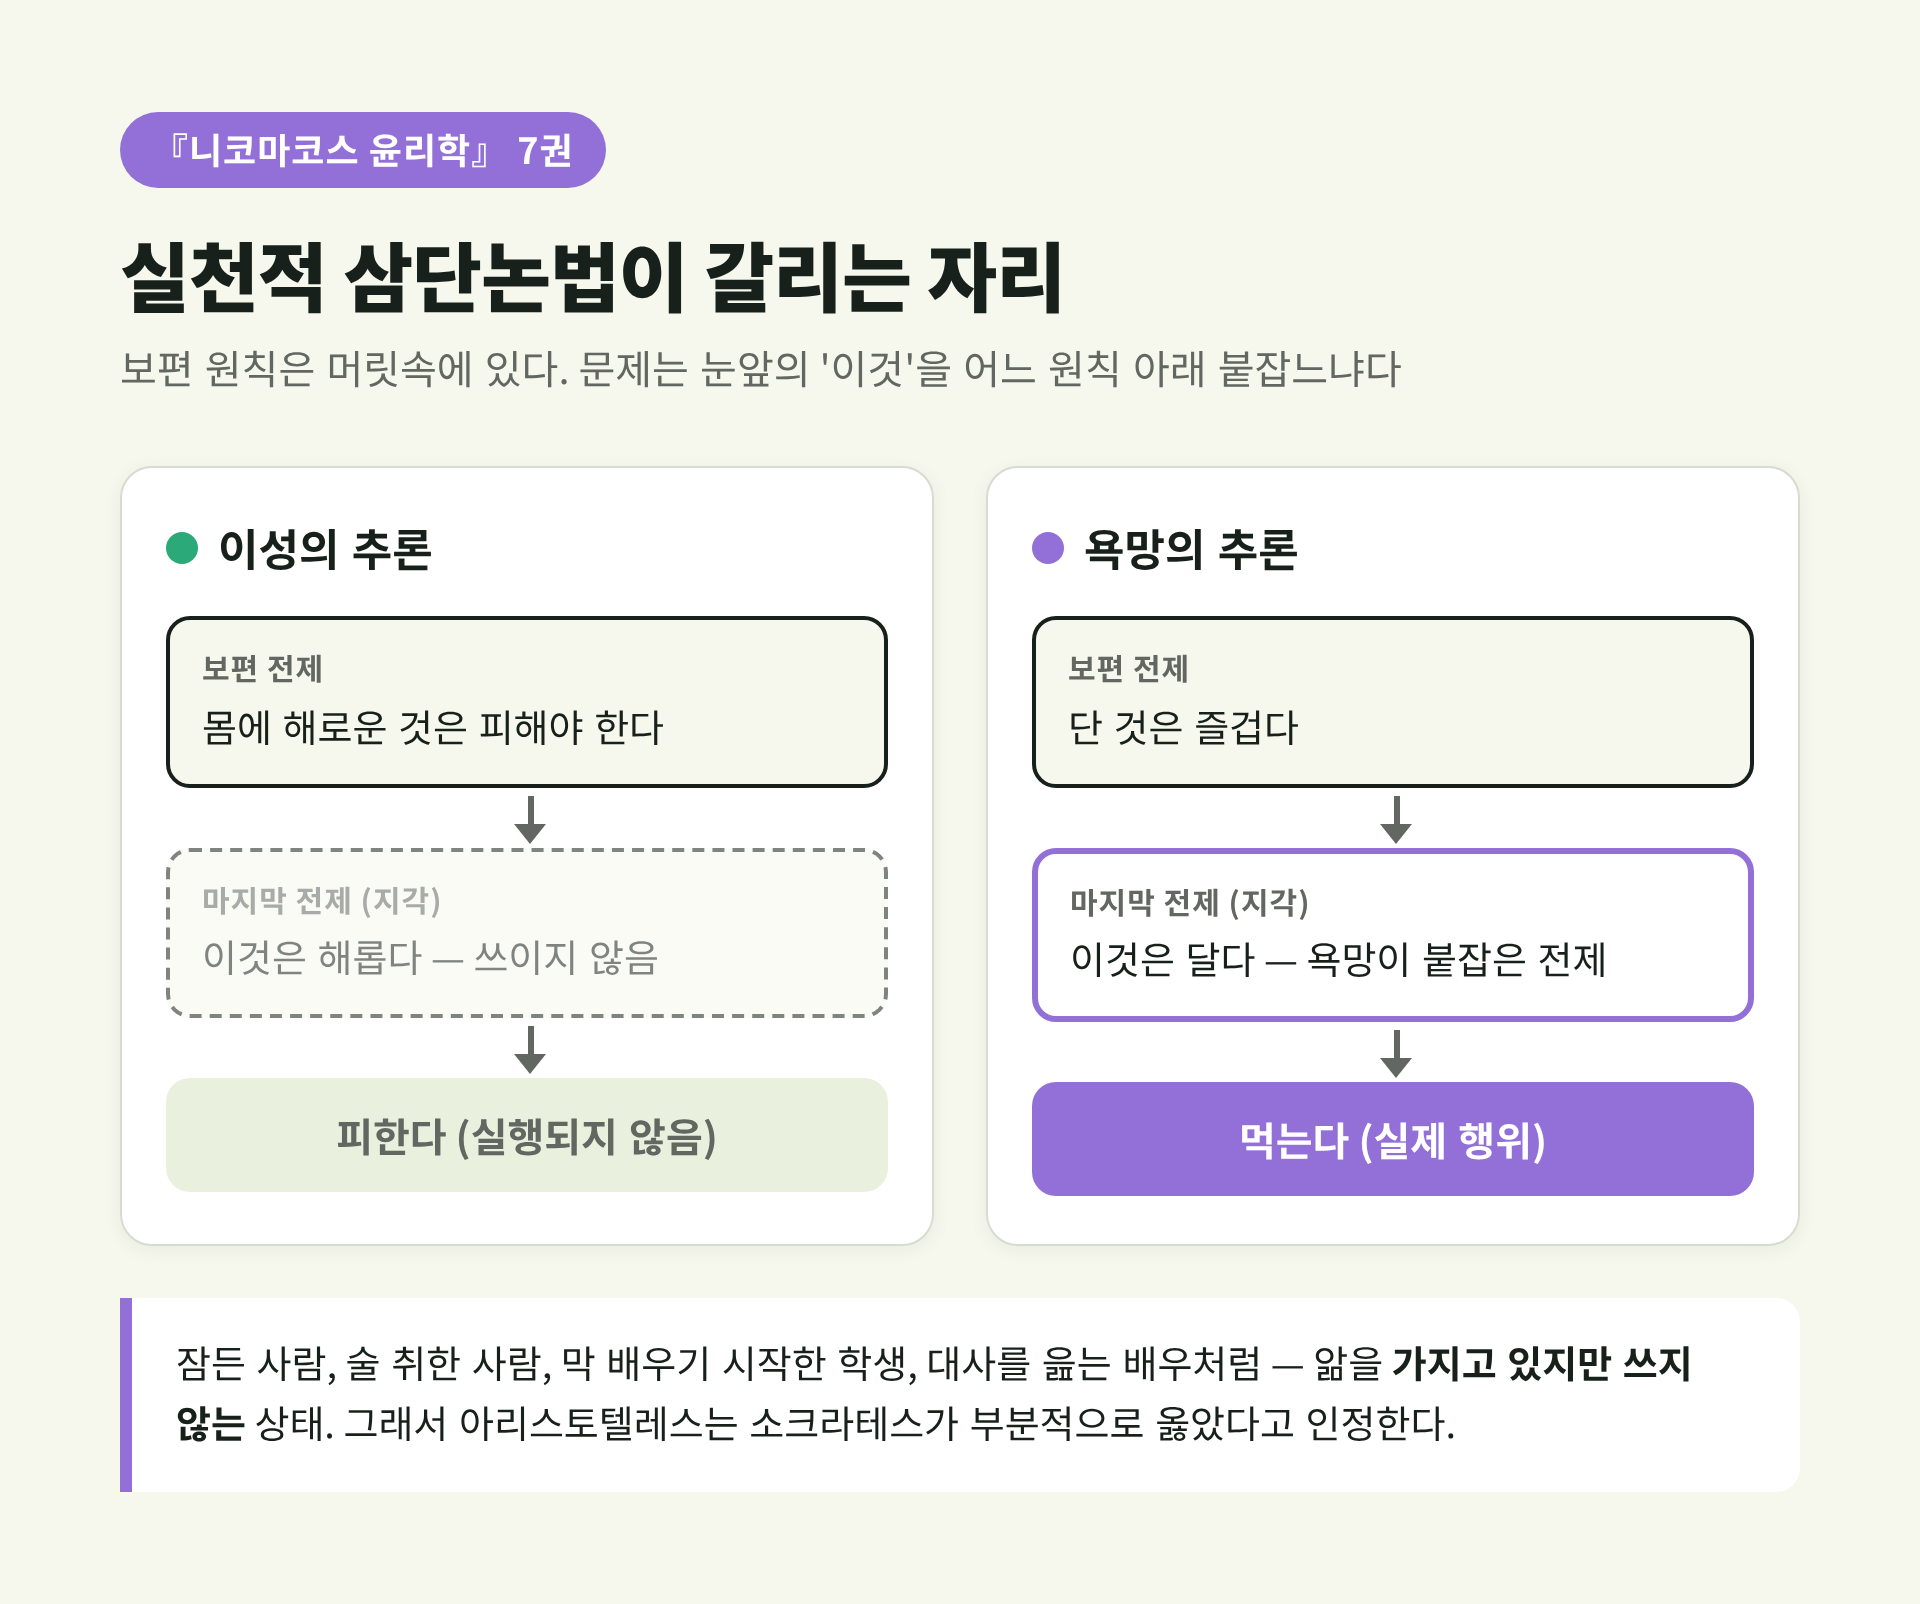 『니코마코스 윤리학』 7권
실천적 삼단논법이 갈리는 자리
보편 원칙은 머릿속에 있다. 문제는 눈앞의 '이것'을 어느 원칙 아래 붙잡느냐다
이성의 추론
보편 전제
몸에 해로운 것은 피해야 한다
마지막 전제 (지각)
이것은 해롭다 — 쓰이지 않음
피한다 (실행되지 않음)
욕망의 추론
보편 전제
단 것은 즐겁다
마지막 전제 (지각)
이것은 달다 — 욕망이 붙잡은 전제
먹는다 (실제 행위)
잠든 사람, 술 취한 사람, 막 배우기 시작한 학생, 대사를 읊는 배우처럼 — 앎을 가지고 있지만 쓰지
않는 상태. 그래서 아리스토텔레스는 소크라테스가 부분적으로 옳았다고 인정한다.